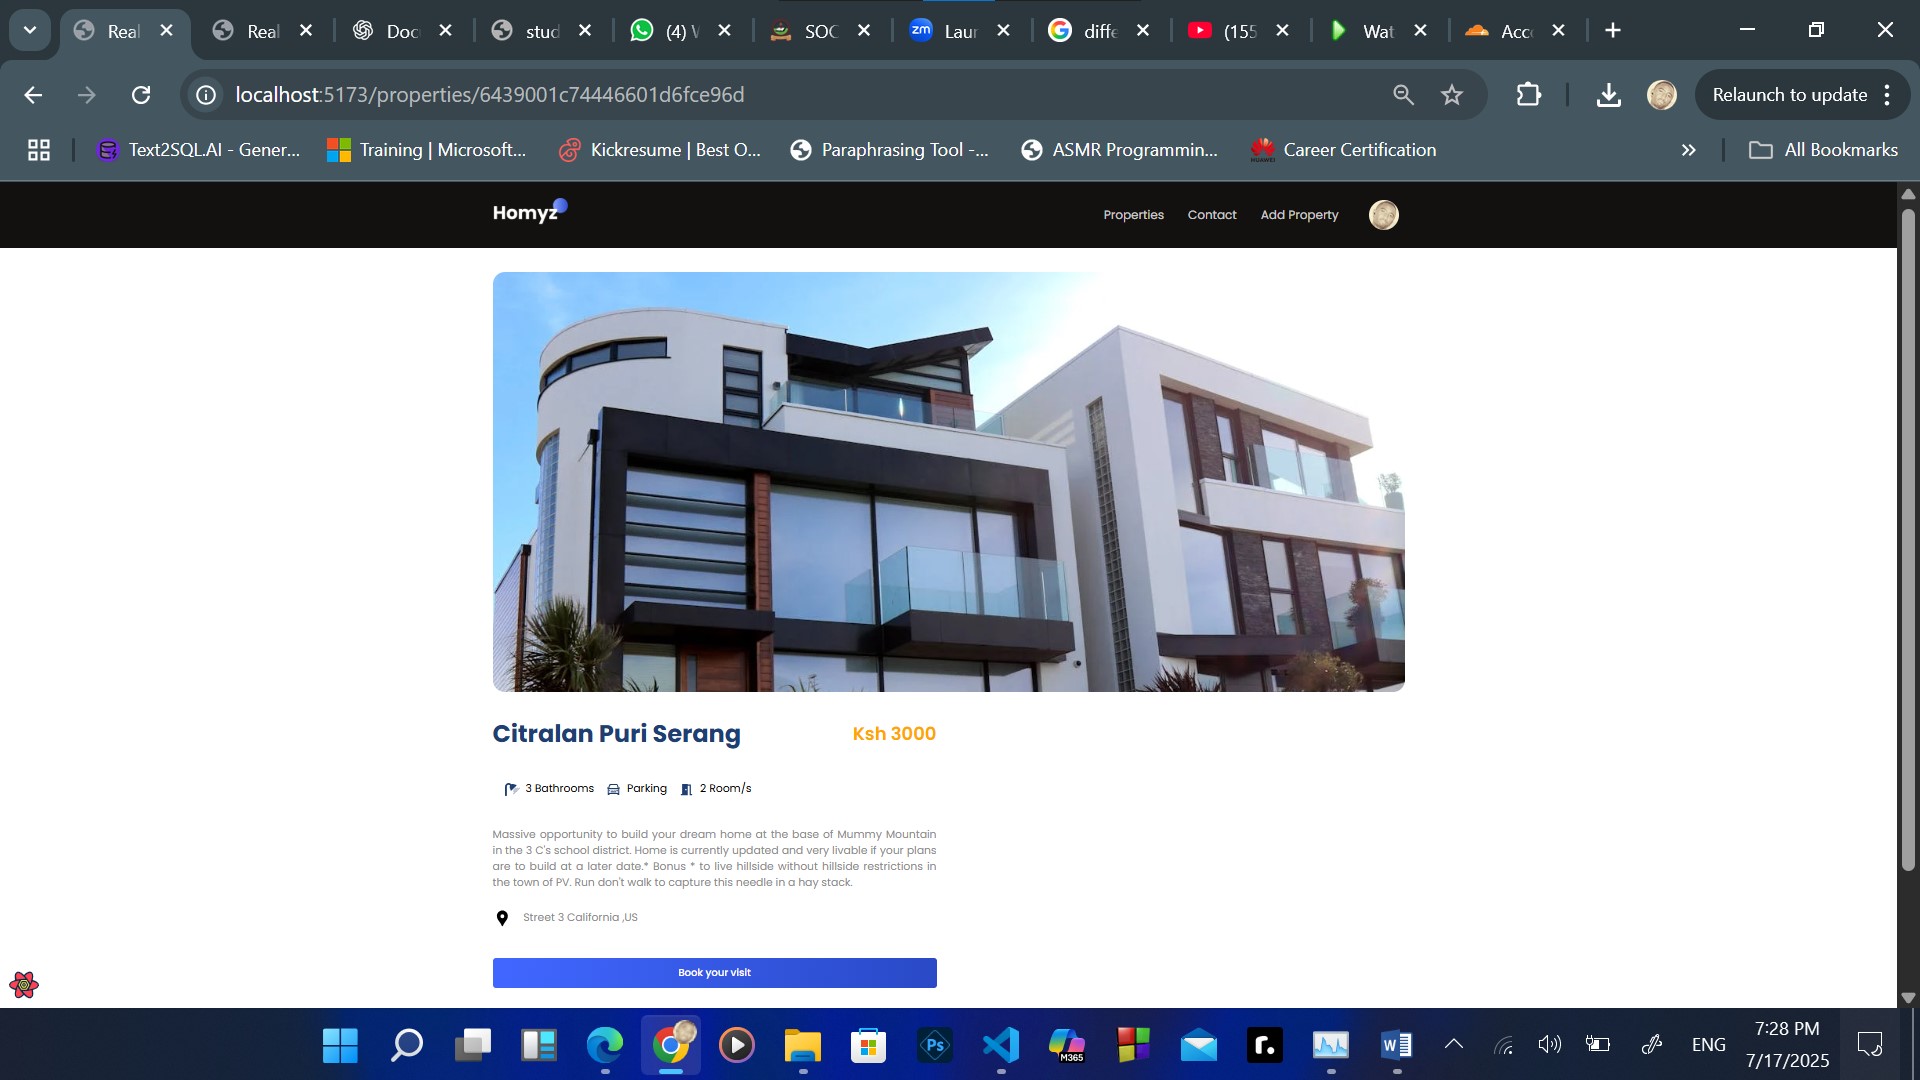 Real
Real
Doc
stud
(4) W
SOC
zm
Laur
diffe
(155
Wat
Acc
localhost:5173/properties/6439001c74446601d6fce96d
Relaunch to update
Text2SQL.AI - Gener...
Training | Microsoft...
Kickresume | Best O...
Paraphrasing Tool -...
ASMR Programmin...
HUAWEI
Career Certification
All Bookmarks
Homyz
Properties
Contact
Add Property
Citralan Puri Serang
Ksh 3000
3 Bathrooms
Parking
2 Room/s
Massive opportunity to build your dream home at the base of Mummy Mountain
in the 3 C's school district. Home is currently updated and very livable if your plans
are to build at a later date.* Bonus * to live hillside without hillside restrictions in
the town of PV. Run don't walk to capture this needle in a hay stack.
Street 3 California ,US
Book your visit
Ps
M365
r.
W
ENG
7:28 PM
7/17/2025